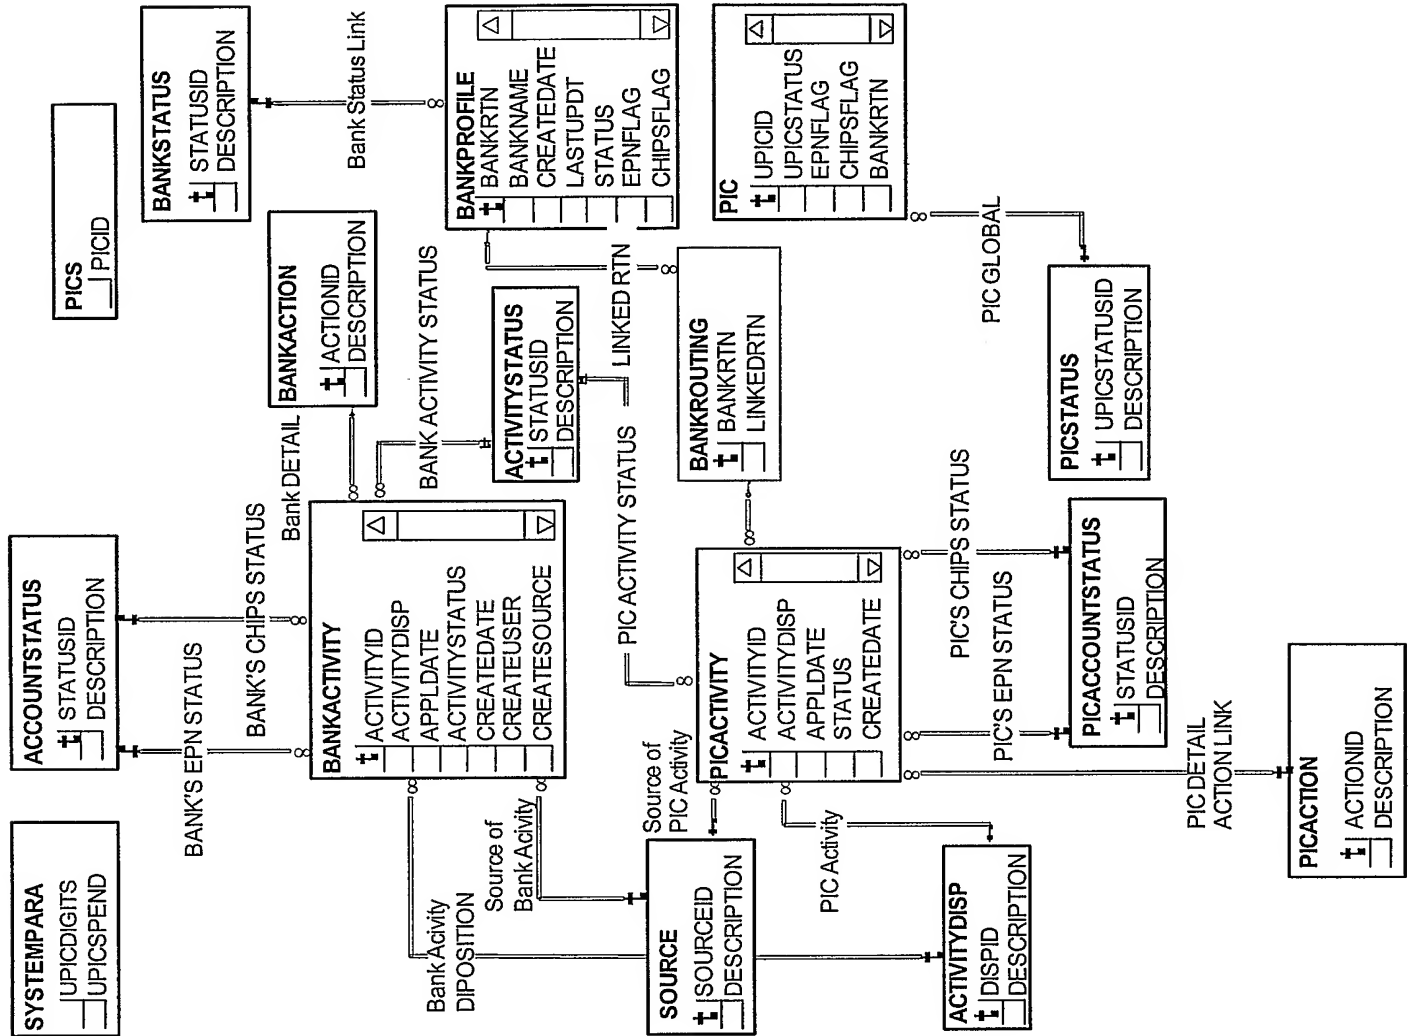 SYSTEMPARA
UPICDIGITS
UPICSPEND
ACCOUNTSTATUS
STATUSID
DESCRIPTION
PICS
PICID
BANK'S EPN STATUS
BANK'S CHIPS STATUS
BANKACTION
ACTIONID
DESCRIPTION
BANKSTATUS
STATUSID
DESCRIPTION
Bank DETAIL
Bank Status Link
BANKACTIVITY
ACTIVITYID
ACTIVITYDISP
APPLDATE
ACTIVITYSTATUS
CREATEDATE
CREATEUSER
CREATESOURCE
BANK ACTIVITY STATUS
BANKPROFILE
BANKRTN
BANKNAME
CREATEDATE
LASTUPDT
STATUS
EPNFLAG
CHIPSFLAG
Bank Acivity
DIPOSITION
Source of
Bank Acivity
ACTIVITYSTATUS
STATUSID
DESCRIPTION
LINKED RTN
PIC ACTIVITY STATUS
Source of
PIC Activity
SOURCE
SOURCEID
DESCRIPTION
PICACTIVITY
ACTIVITYID
ACTIVITYDISP
APPLDATE
STATUS
CREATEDATE
BANKROUTING
BANKRTN
LINKEDRTN
PIC
UPICID
UPICSTATUS
EPNFLAG
CHIPSFLAG
BANKRTN
PIC Activity
ACTIVITYDISP
DISPID
DESCRIPTION
PIC'S EPN STATUS
PIC'S CHIPS STATUS
PIC GLOBAL
PICACCOUNTSTATUS
STATUSID
DESCRIPTION
PICSTATUS
UPICSTATUSID
DESCRIPTION
PIC DETAIL
ACTION LINK
PICACTION
ACTIONID
DESCRIPTION